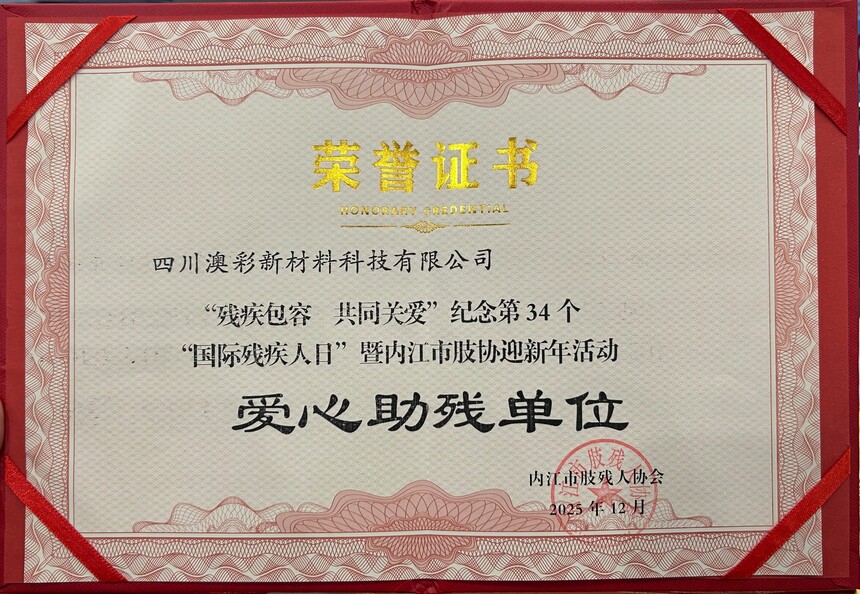 荣誉证书
HONORARY CREDENTIAL
四川澳彩新材料科技有限公司
“残疾包容 共同关爱”纪念第34个
“国际残疾人日”暨内江市肢协迎新年活动
爱心助残单位
内江市肢残人协会
2025年12月